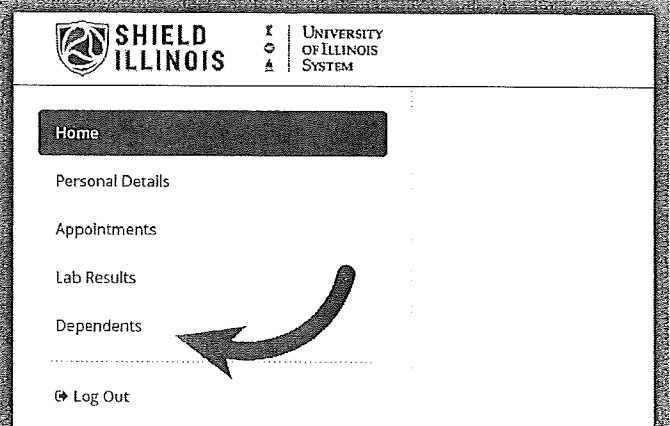 SHIELD
ILLINOIS
UNIVERSITY
OF ILLINOIS
SYSTEM
Home
Personal Details
Appointments
Lab Results
Dependents
Log Out